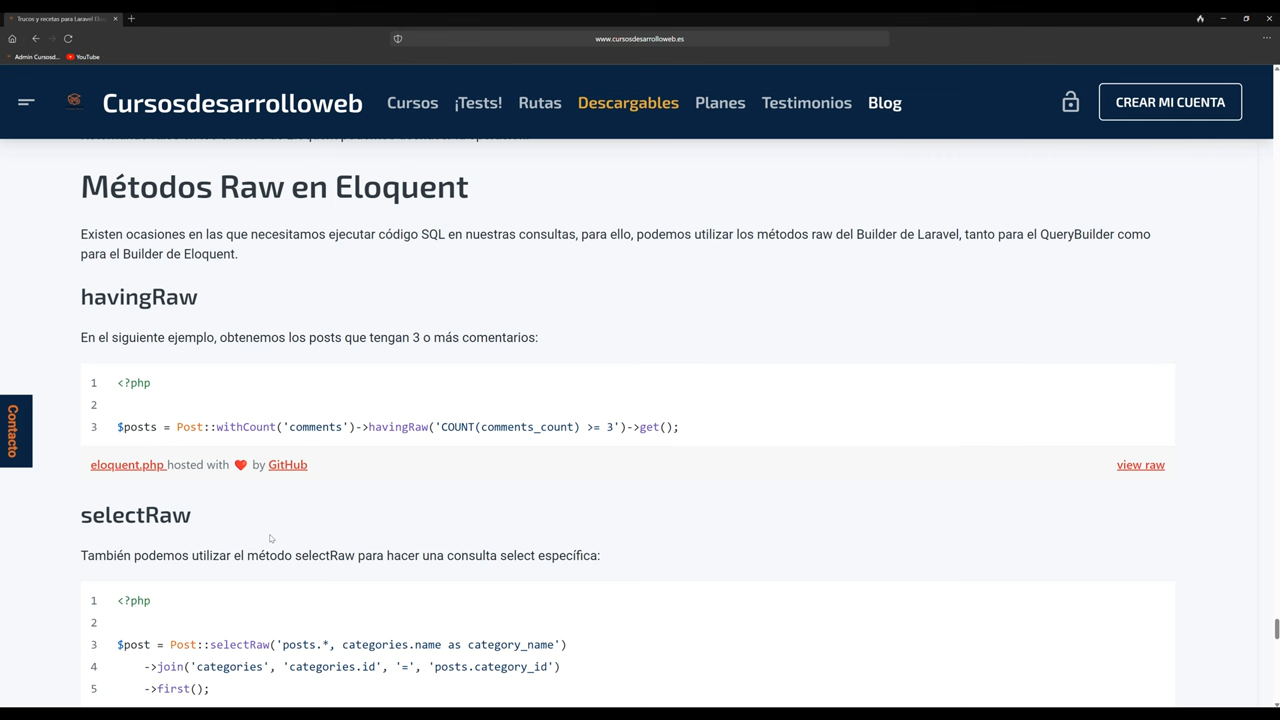 Trucos y recetas para Laravel Elo
www.cursosdesarrolloweb.es
Admin Cursosd... YouTube
Cursosdesarrolloweb Cursos ¡Tests! Rutas Descargables Planes Testimonios Blog CREAR MI CUENTA
Métodos Raw en Eloquent
Existen ocasiones en las que necesitamos ejecutar código SQL en nuestras consultas, para ello, podemos utilizar los métodos raw del Builder de Laravel, tanto para el QueryBuilder como
para el Builder de Eloquent.
havingRaw
En el siguiente ejemplo, obtenemos los posts que tengan 3 o más comentarios:
1 <?php
2
3 $posts = Post::withCount('comments')->havingRaw('COUNT(comments_count) >= 3')->get();
Contacto
eloquent.php hosted with ❤ by GitHub view raw
selectRaw
También podemos utilizar el método selectRaw para hacer una consulta select específica:
1 <?php
2
3 $post = Post::selectRaw('posts.*, categories.name as category_name')
4 ->join('categories', 'categories.id', '=', 'posts.category_id')
5 ->first();